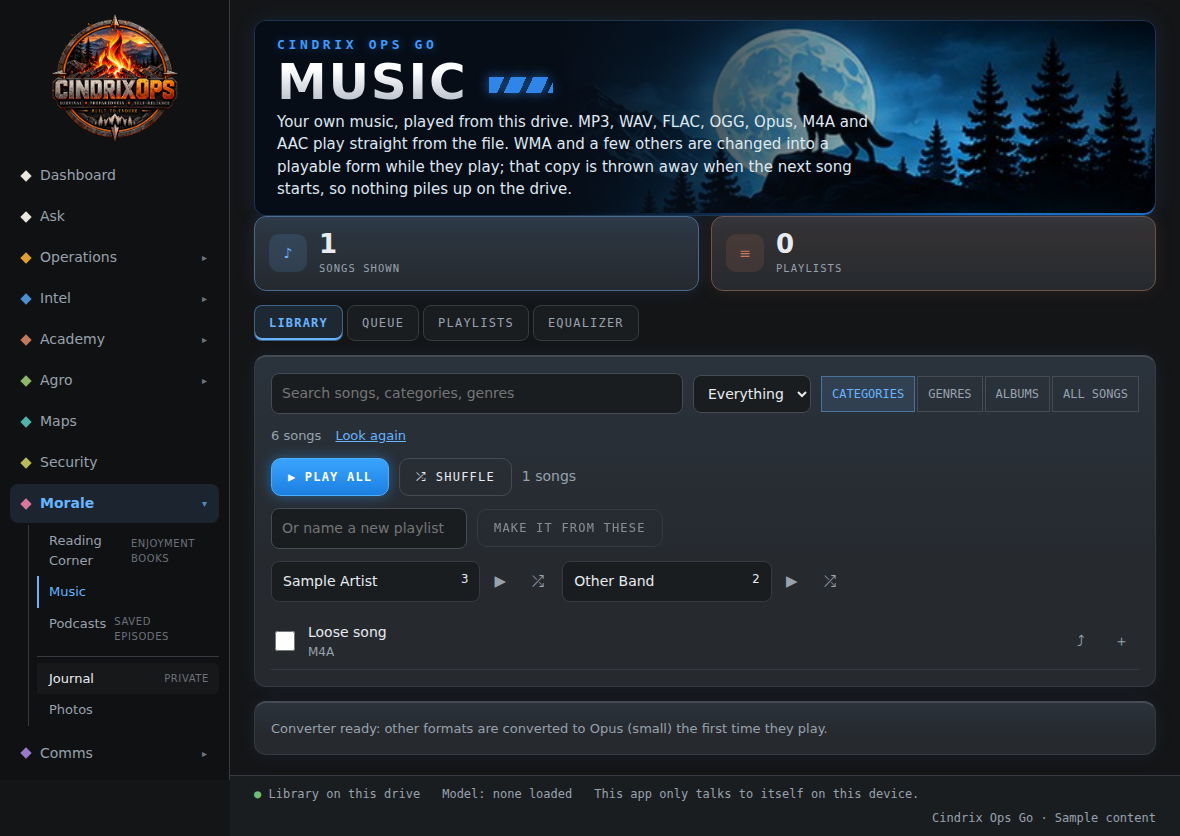 CINDRIXOPS
SURVIVAL • PREPAREDNESS • SELF-RELIANCE
BUILT TO ENDURE
Dashboard
Ask
Operations
Intel
Academy
Agro
Maps
Security
Morale
Reading Corner
ENJOYMENT BOOKS
Music
Podcasts
SAVED EPISODES
Journal
PRIVATE
Photos
Comms
CINDRIX OPS GO
MUSIC
Your own music, played from this drive. MP3, WAV, FLAC, OGG, Opus, M4A and
AAC play straight from the file. WMA and a few others are changed into a
playable form while they play; that copy is thrown away when the next song
starts, so nothing piles up on the drive.
1
SONGS SHOWN
0
PLAYLISTS
LIBRARY QUEUE PLAYLISTS EQUALIZER
Search songs, categories, genres Everything CATEGORIES GENRES ALBUMS ALL SONGS
6 songs Look again
▶ PLAY ALL ⤮ SHUFFLE 1 songs
Or name a new playlist MAKE IT FROM THESE
Sample Artist 3 Other Band 2
Loose song
M4A
Converter ready: other formats are converted to Opus (small) the first time they play.
Library on this drive Model: none loaded This app only talks to itself on this device.
Cindrix Ops Go · Sample content